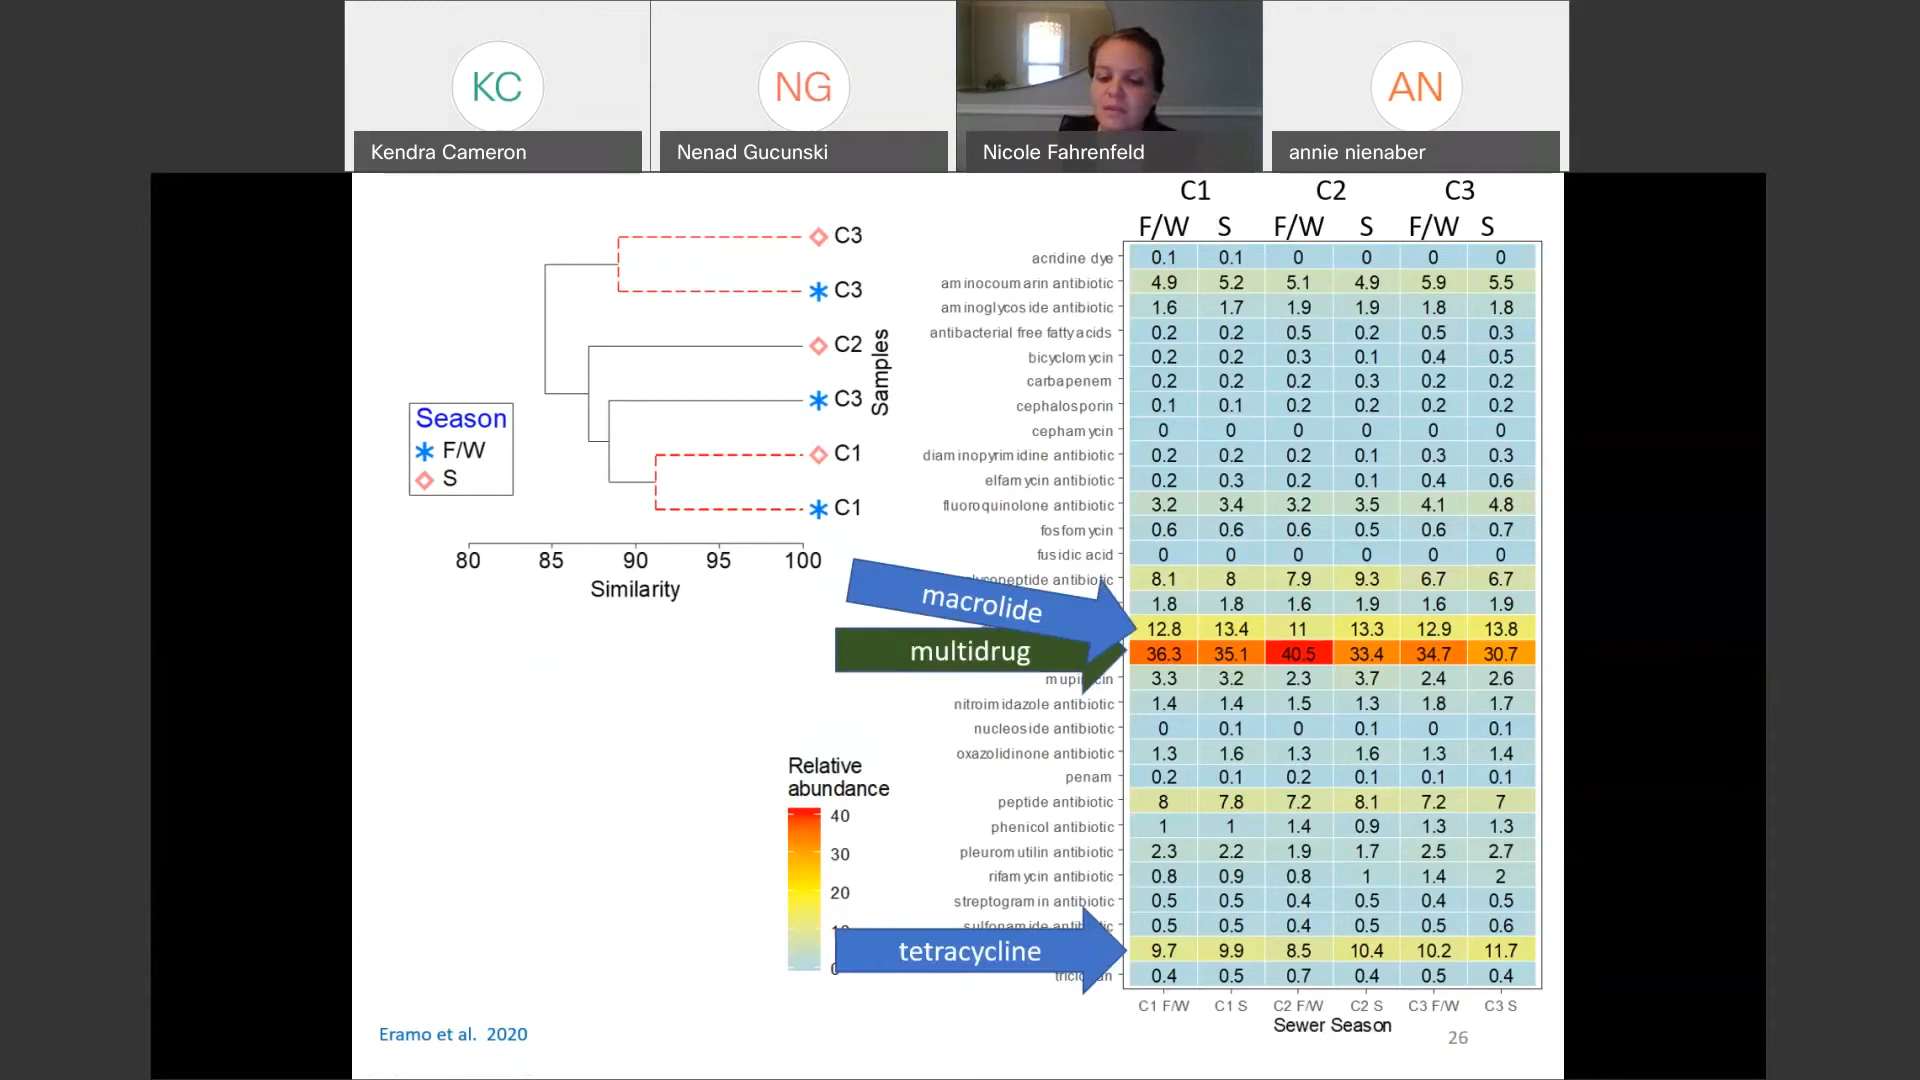 KC
NG
AN
Kendra Cameron
Nenad Gucunski
Nicole Fahrenfeld
annie nienaber
C3
C3
C2
C3
C1
C1
Samples
Season
F/W
S
80 85 90 95 100
Similarity
C1 C2 C3
F/W S F/W S F/W S
acridine dye 0.1 0.1 0 0 0 0
aminocoumarin antibiotic 4.9 5.2 5.1 4.9 5.9 5.5
aminoglycoside antibiotic 1.6 1.7 1.9 1.9 1.8 1.8
antibacterial free fatty acids 0.2 0.2 0.5 0.2 0.5 0.3
bicyclomycin 0.2 0.2 0.3 0.1 0.4 0.5
carbapenem 0.2 0.2 0.2 0.3 0.2 0.2
cephalosporin 0.1 0.1 0.2 0.2 0.2 0.2
cephamycin 0 0 0 0 0 0
diaminopyrimidine antibiotic 0.2 0.2 0.2 0.1 0.3 0.3
elfamycin antibiotic 0.2 0.3 0.2 0.1 0.4 0.6
fluoroquinolone antibiotic 3.2 3.4 3.2 3.5 4.1 4.8
fosfomycin 0.6 0.6 0.6 0.5 0.6 0.7
fusidic acid 0 0 0 0 0 0
antibiotic 8.1 8 7.9 9.3 6.7 6.7
1.8 1.8 1.6 1.9 1.6 1.9
macrolide 12.8 13.4 11 13.3 12.9 13.8
multidrug 36.3 35.1 40.5 33.4 34.7 30.7
3.3 3.2 2.3 3.7 2.4 2.6
nitroimidazole antibiotic 1.4 1.4 1.5 1.3 1.8 1.7
nucleoside antibiotic 0 0.1 0 0.1 0 0.1
oxazolidinone antibiotic 1.3 1.6 1.3 1.6 1.3 1.4
penam 0.2 0.1 0.2 0.1 0.1 0.1
peptide antibiotic 8 7.8 7.2 8.1 7.2 7
phenicol antibiotic 1 1 1.4 0.9 1.3 1.3
pleuromutilin antibiotic 2.3 2.2 1.9 1.7 2.5 2.7
rifamycin antibiotic 0.8 0.9 0.8 1 1.4 2
streptogramin antibiotic 0.5 0.5 0.4 0.5 0.4 0.5
sulfonamide 0.5 0.5 0.4 0.5 0.5 0.6
tetracycline 9.7 9.9 8.5 10.4 10.2 11.7
0.4 0.5 0.7 0.4 0.5 0.4
C1 F/W C1 S C2 F/W C2 S C3 F/W C3 S
Sewer Season
Relative
abundance
40
30
20
Eramo et al. 2020
26